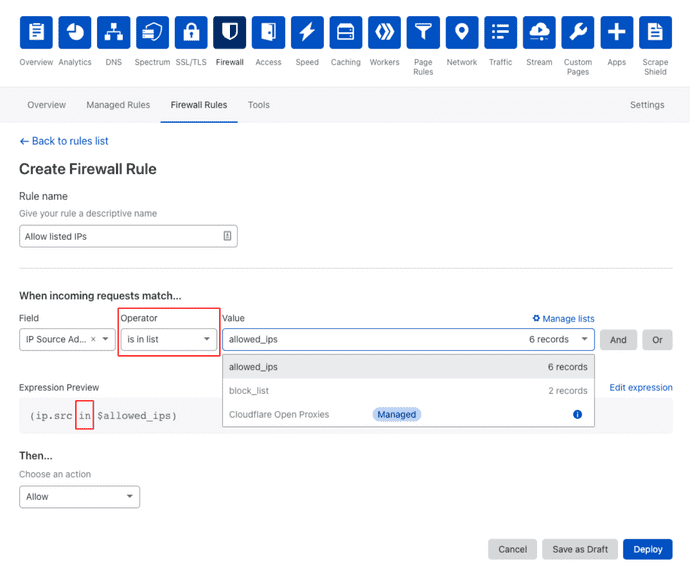 Overview Analytics DNS Spectrum SSL/TLS Firewall Access Speed Caching Workers Page Rules Network Traffic Stream Custom Pages Apps Scrape Shield
Overview Managed Rules Firewall Rules Tools Settings
← Back to rules list
Create Firewall Rule
Rule name
Give your rule a descriptive name
Allow listed IPs
When incoming requests match...
Field Operator Value Manage lists
IP Source Ad... × is in list allowed_ips 6 records And Or
allowed_ips 6 records
block_list 2 records
Expression Preview Edit expression
Cloudflare Open Proxies Managed
(ip.src in $allowed_ips)
Then...
Choose an action
Allow
Cancel Save as Draft Deploy